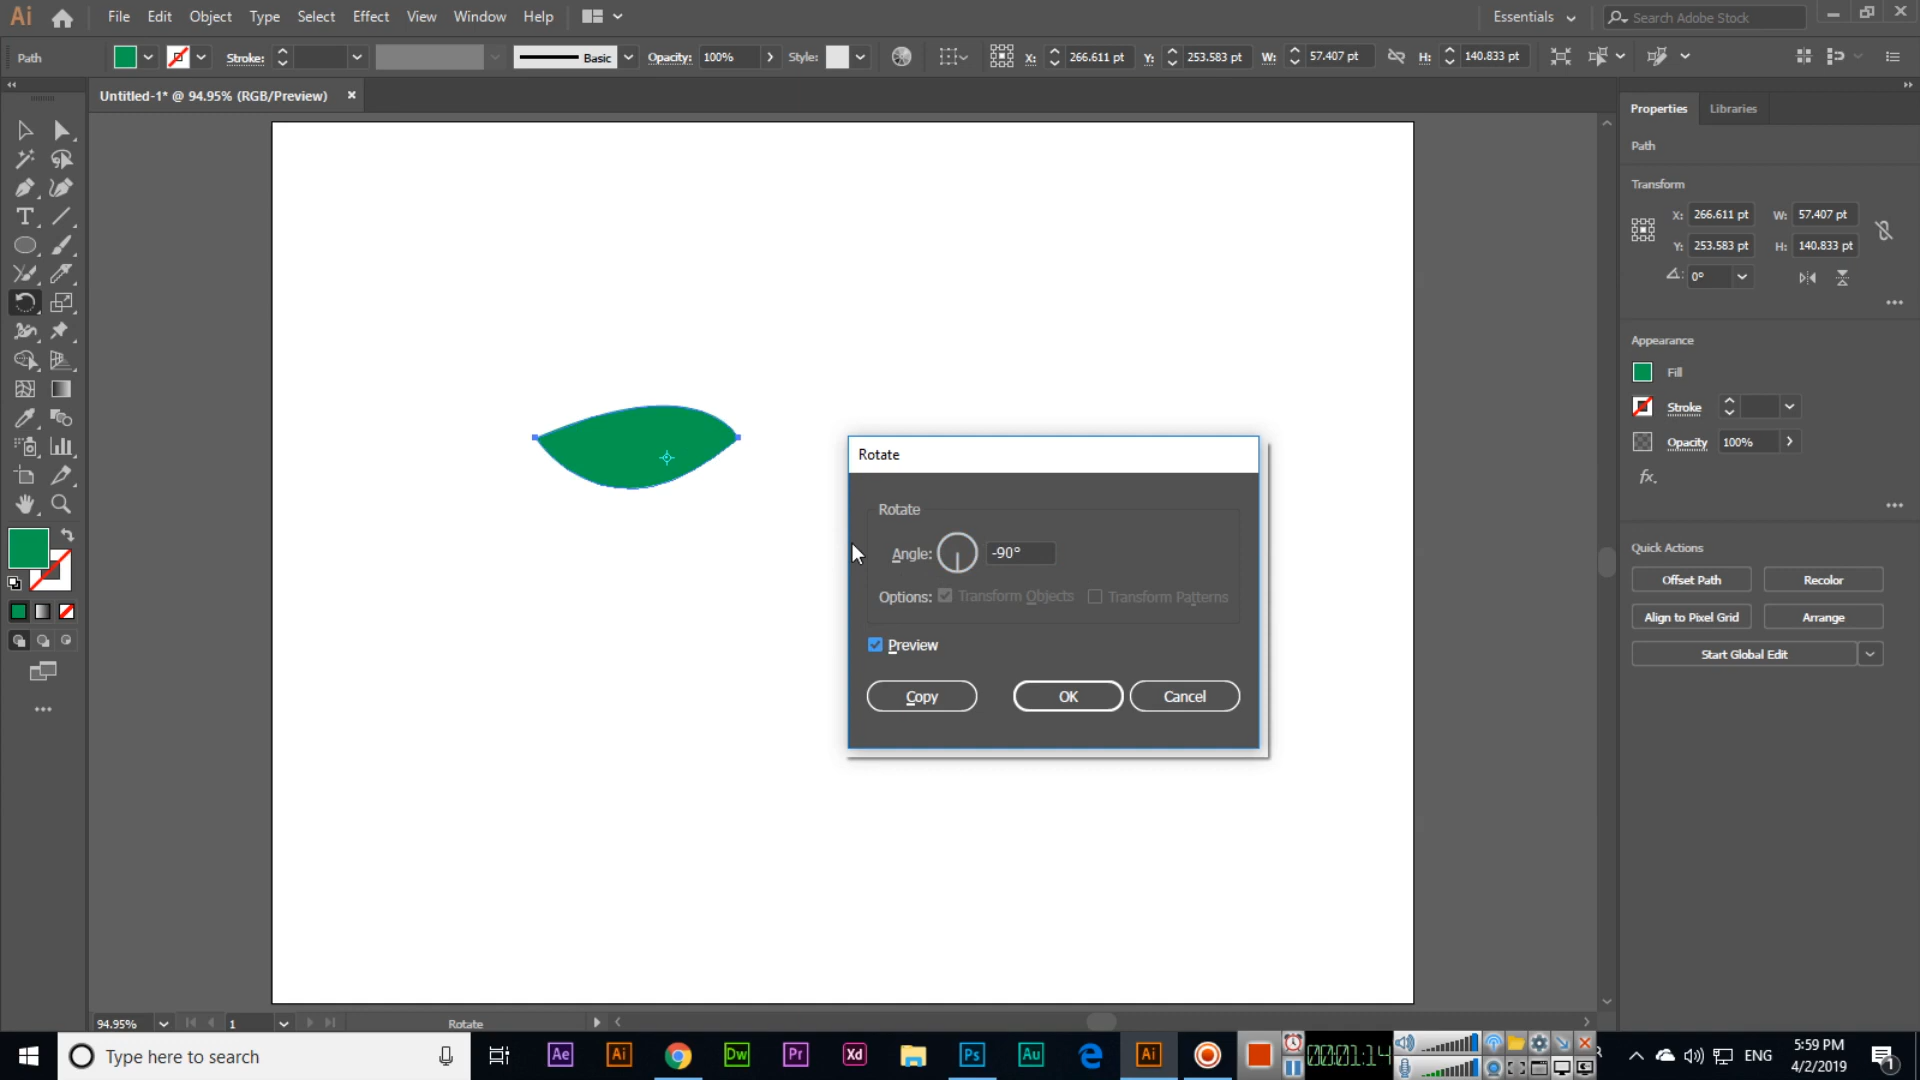 Ai File Edit Object Type Select Effect View Window Help Essentials Search Adobe Stock
Path Stroke: Basic Opacity: 100% Style: X: 266.611 pt Y: 253.583 pt W: 57.407 pt H: 140.833 pt
Untitled-1* @ 94.95% (RGB/Preview)
Properties Libraries
Path
Transform
X: 266.611 pt W: 57.407 pt
Y: 253.583 pt H: 140.833 pt
0°
Appearance
Fill
Stroke
Opacity 100%
fx.
Quick Actions
Offset Path Recolor
Align to Pixel Grid Arrange
Start Global Edit
Rotate
Rotate
Angle: -90°
Options: Transform Objects Transform Patterns
Preview
Copy OK Cancel
94.95% 1 Rotate
Type here to search Ae Ai Dw Pr Xd Ps Au Ai 00:01:14 ENG 5:59 PM
4/2/2019 1